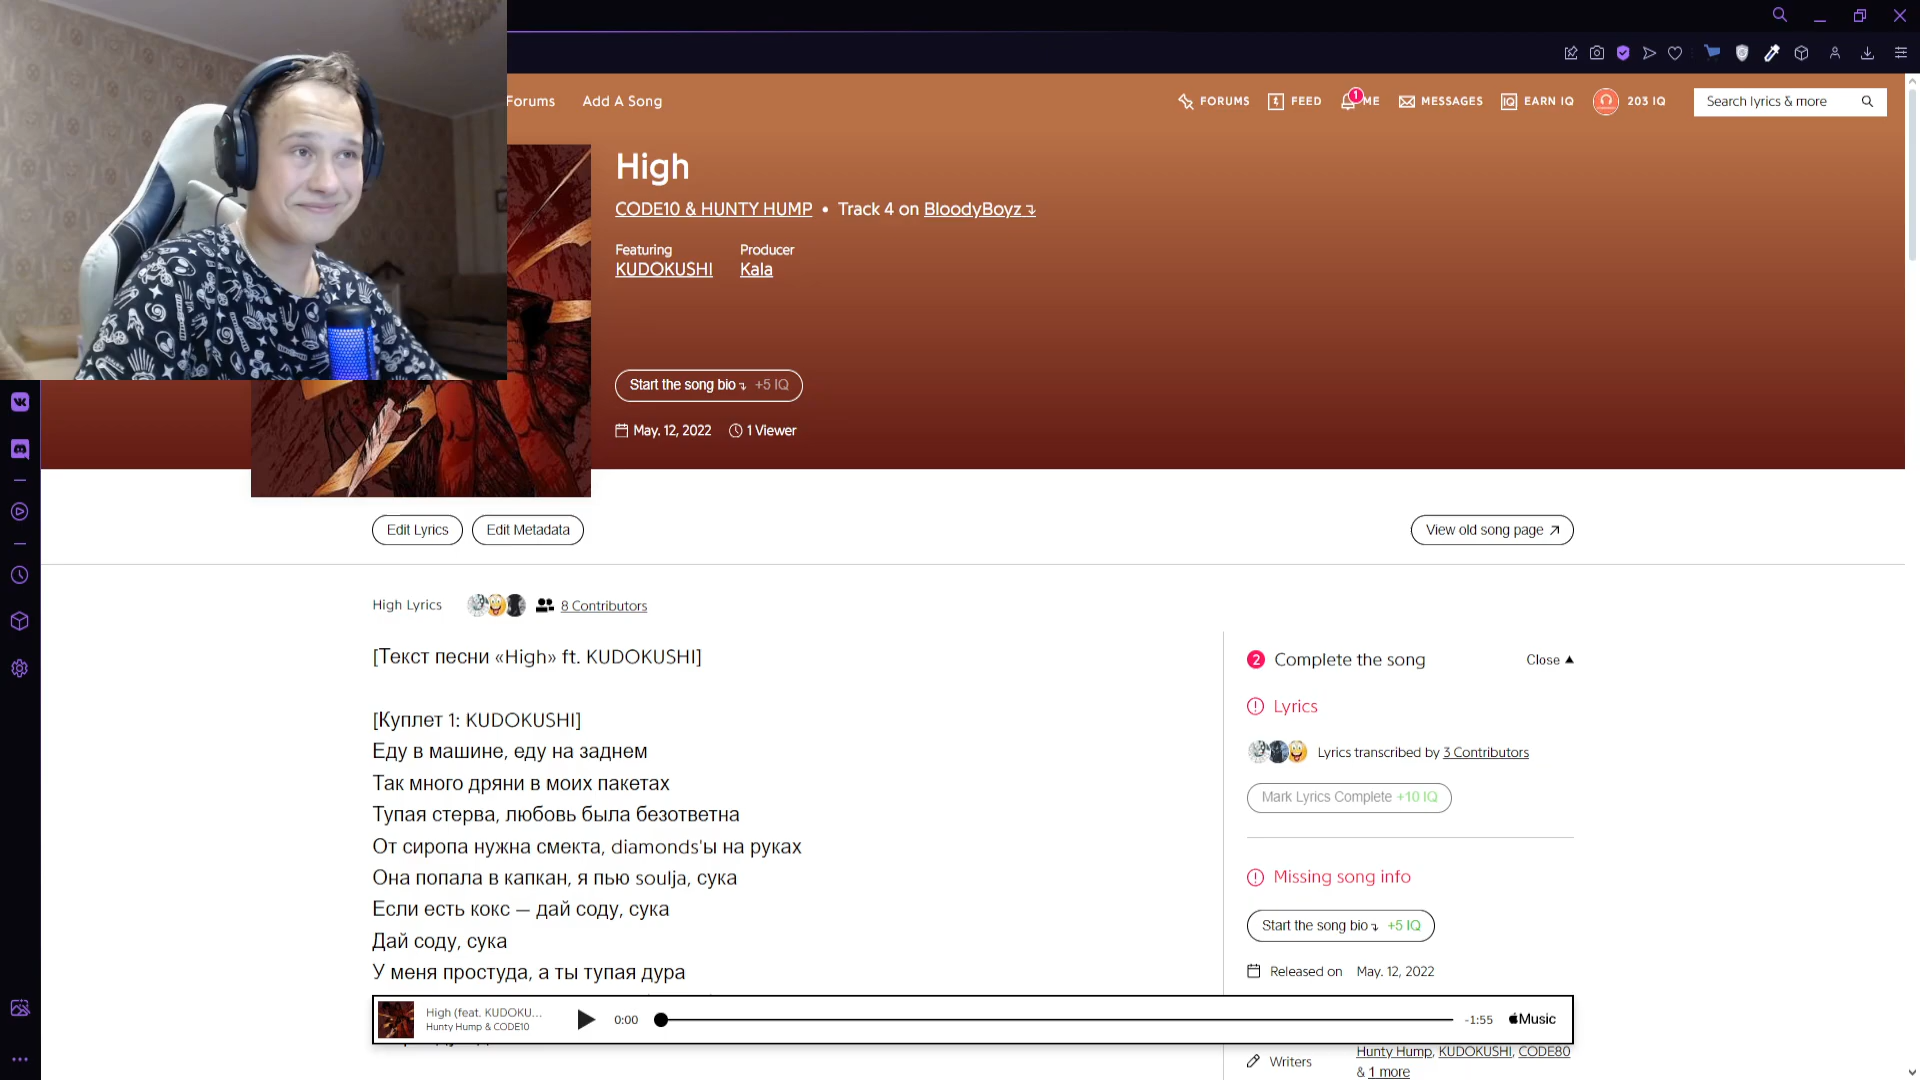 Forums Add A Song
FORUMS FEED 1 ME MESSAGES IQ EARN IQ 203 IQ Search lyrics & more
High
CODE10 & HUNTY HUMP • Track 4 on BloodyBoyz
Featuring Producer
KUDOKUSHI Kala
Start the song bio +5 IQ
May. 12, 2022 1 Viewer
Edit Lyrics Edit Metadata View old song page
High Lyrics 8 Contributors
[Текст песни «High» ft. KUDOKUSHI]
[Куплет 1: KUDOKUSHI]
Еду в машине, еду на заднем
Так много дряни в моих пакетах
Тупая стерва, любовь была безответна
От сиропа нужна смекта, diamonds'ы на руках
Она попала в капкан, я пью soulja, сука
Если есть кокс — дай соду, сука
Дай соду, сука
У меня простуда, а ты тупая дура
2 Complete the song Close
Lyrics
Lyrics transcribed by 3 Contributors
Mark Lyrics Complete +10 IQ
Missing song info
Start the song bio +5 IQ
Released on May. 12, 2022
High (feat. KUDOKU...
Hunty Hump & CODE10
0:00 -1:55 Music
Writers Hunty Hump, KUDOKUSHI, CODE80
& 1 more